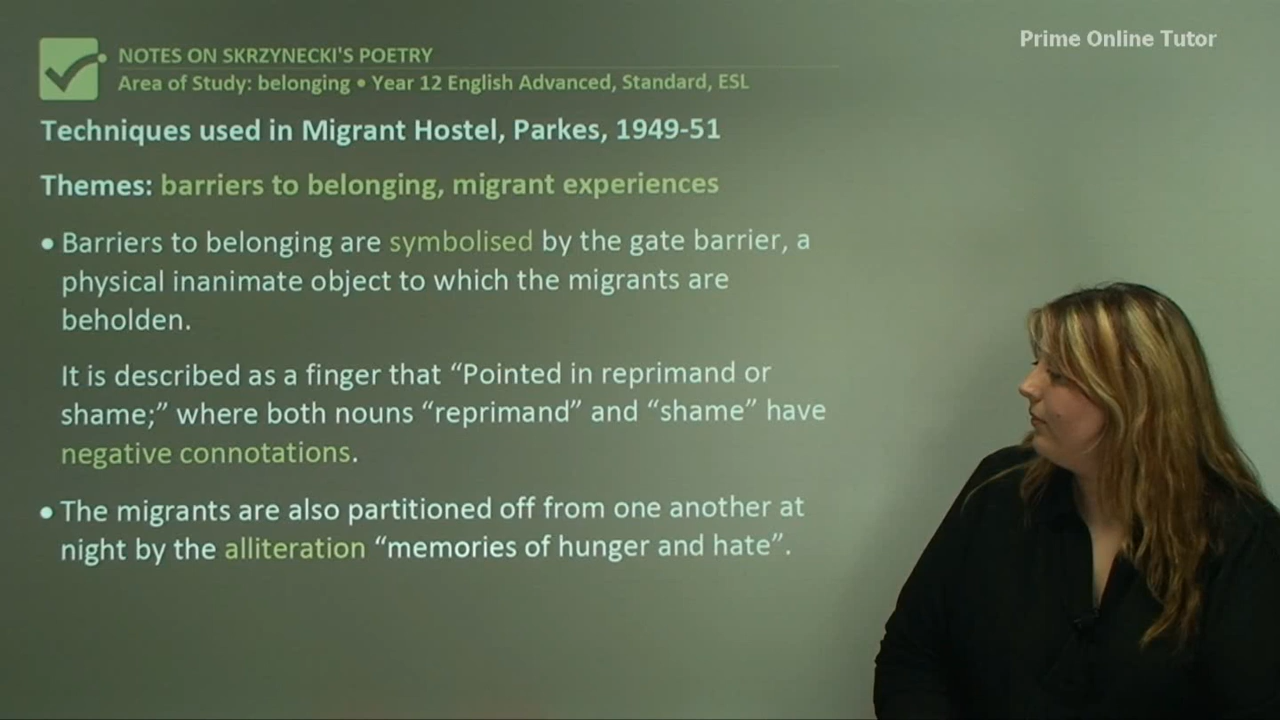 Prime Online Tutor
NOTES ON SKRZYNECKI'S POETRY
Area of Study: belonging • Year 12 English Advanced, Standard, ESL
Techniques used in Migrant Hostel, Parkes, 1949-51
Themes: barriers to belonging, migrant experiences
• Barriers to belonging are symbolised by the gate barrier, a
physical inanimate object to which the migrants are
beholden.
It is described as a finger that “Pointed in reprimand or
shame;” where both nouns “reprimand” and “shame” have
negative connotations.
• The migrants are also partitioned off from one another at
night by the alliteration “memories of hunger and hate”.